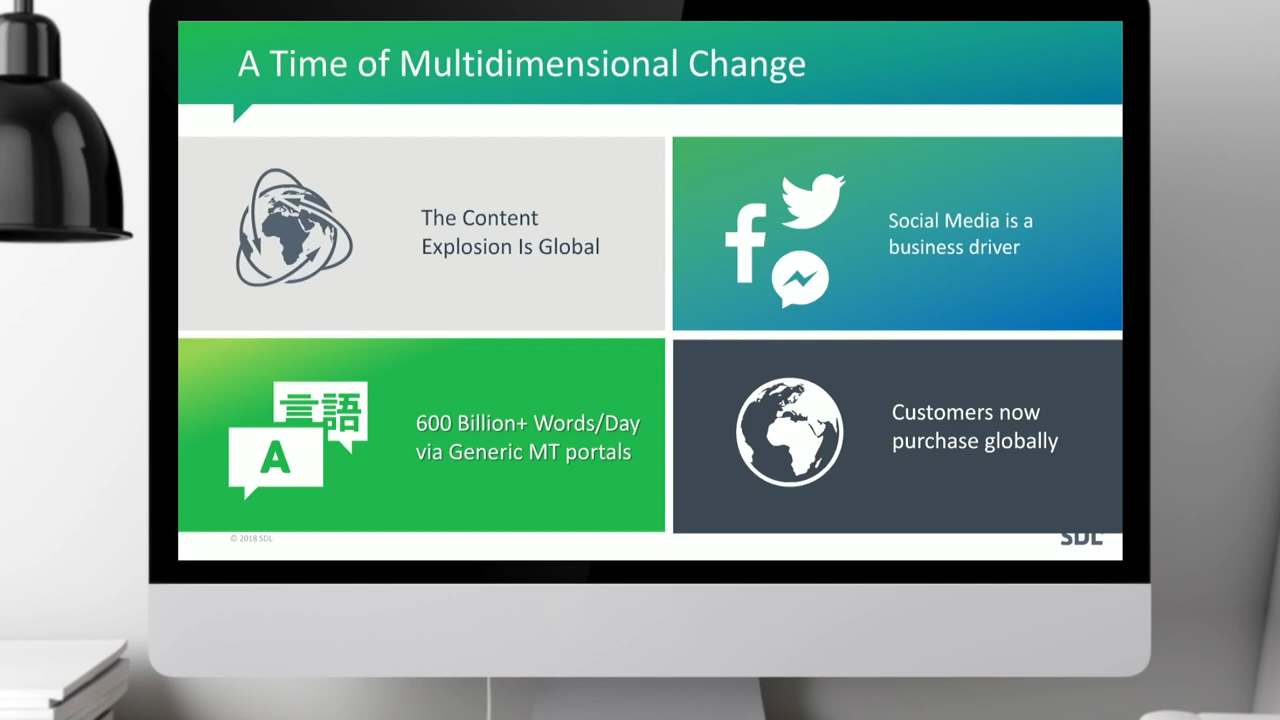 A Time of Multidimensional Change
The Content
Explosion Is Global
Social Media is a
business driver
言語
A
600 Billion+ Words/Day
via Generic MT portals
Customers now
purchase globally
© 2018 SDL
SDL